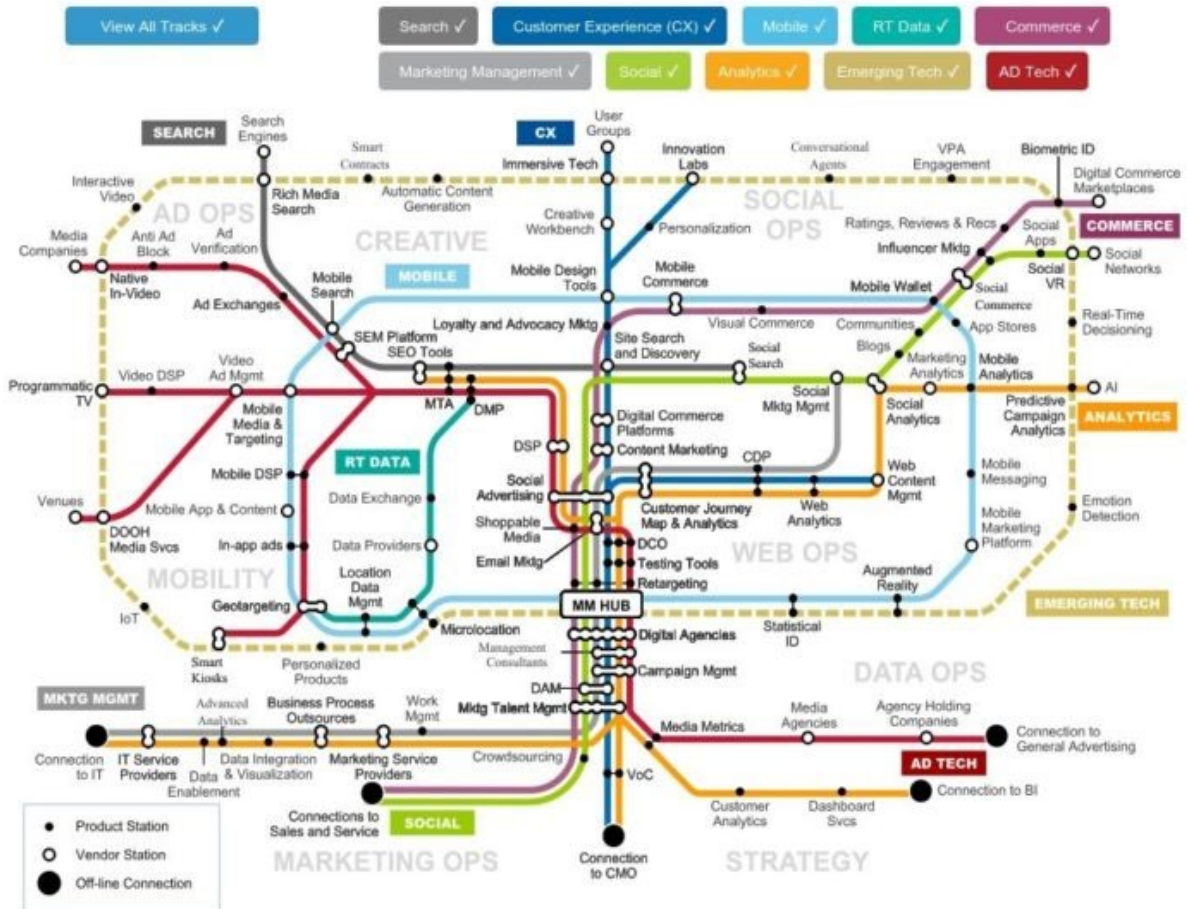 View All Tracks ✓
Search ✓
Customer Experience (CX) ✓
Mobile ✓
RT Data ✓
Commerce ✓
Marketing Management ✓
Social ✓
Analytics ✓
Emerging Tech ✓
AD Tech ✓
SEARCH
Search
Engines
CX
User
Groups
Smart
Contracts
Immersive Tech
Innovation
Labs
Conversational
Agents
VPA
Engagement
Biometric ID
Digital Commerce
Marketplaces
Interactive
Video
Rich Media
Search
Automatic Content
Generation
AD OPS
CREATIVE
SOCIAL
OPS
Media
Companies
Anti Ad
Block
Ad
Verification
Creative
Workbench
Personalization
Ratings, Reviews & Recs
Influencer Mktg
Social
Apps
COMMERCE
Native
In-Video
Ad Exchanges
Mobile
Search
MOBILE
Mobile Design
Tools
Mobile
Commerce
Mobile Wallet
Social
Commerce
Social
VR
Social
Networks
SEM Platform
SEO Tools
Loyalty and Advocacy Mktg
Visual Commerce
Site Search
and Discovery
Social
Search
Communities
Blogs
App Stores
Real-Time
Decisioning
Programmatic
TV
Video DSP
Video
Ad Mgmt
Mobile
Media &
Targeting
MTA
DMP
Social
Mktg Mgmt
Marketing
Analytics
Social
Analytics
Mobile
Analytics
Predictive
Campaign
Analytics
AI
ANALYTICS
Digital Commerce
Platforms
DSP
Content Marketing
Mobile DSP
RT DATA
CDP
Web
Content
Mgmt
Mobile
Messaging
Venues
DOOH
Media Svcs
Mobile App & Content
Data Exchange
Social
Advertising
Customer Journey
Map & Analytics
Web
Analytics
Emotion
Detection
In-app ads
Data Providers
Shoppable
Media
Email Mktg
DCO
Testing Tools
Retargeting
WEB OPS
Mobile
Marketing
Platform
MOBILITY
Location
Data
Mgmt
Augmented
Reality
IoT
Geotargeting
MM HUB
EMERGING TECH
Microlocation
Statistical
ID
Smart
Kiosks
Personalized
Products
Digital Agencies
Management
Consultants
Campaign Mgmt
DATA OPS
MKTG MGMT
Advanced
Analytics
Business Process
Outsources
Work
Mgmt
DAM
Mktg Talent Mgmt
Media Metrics
Media
Agencies
Agency Holding
Companies
Connection to
General Advertising
Connection
to IT
IT Service
Providers
Data
Enablement
Data Integration
& Visualization
Marketing Service
Providers
Crowdsourcing
VoC
AD TECH
Connections to
Sales and Service
SOCIAL
Customer
Analytics
Dashboard
Svcs
Connection to BI
MARKETING OPS
Connection
to CMO
STRATEGY
Product Station
Vendor Station
Off-line Connection